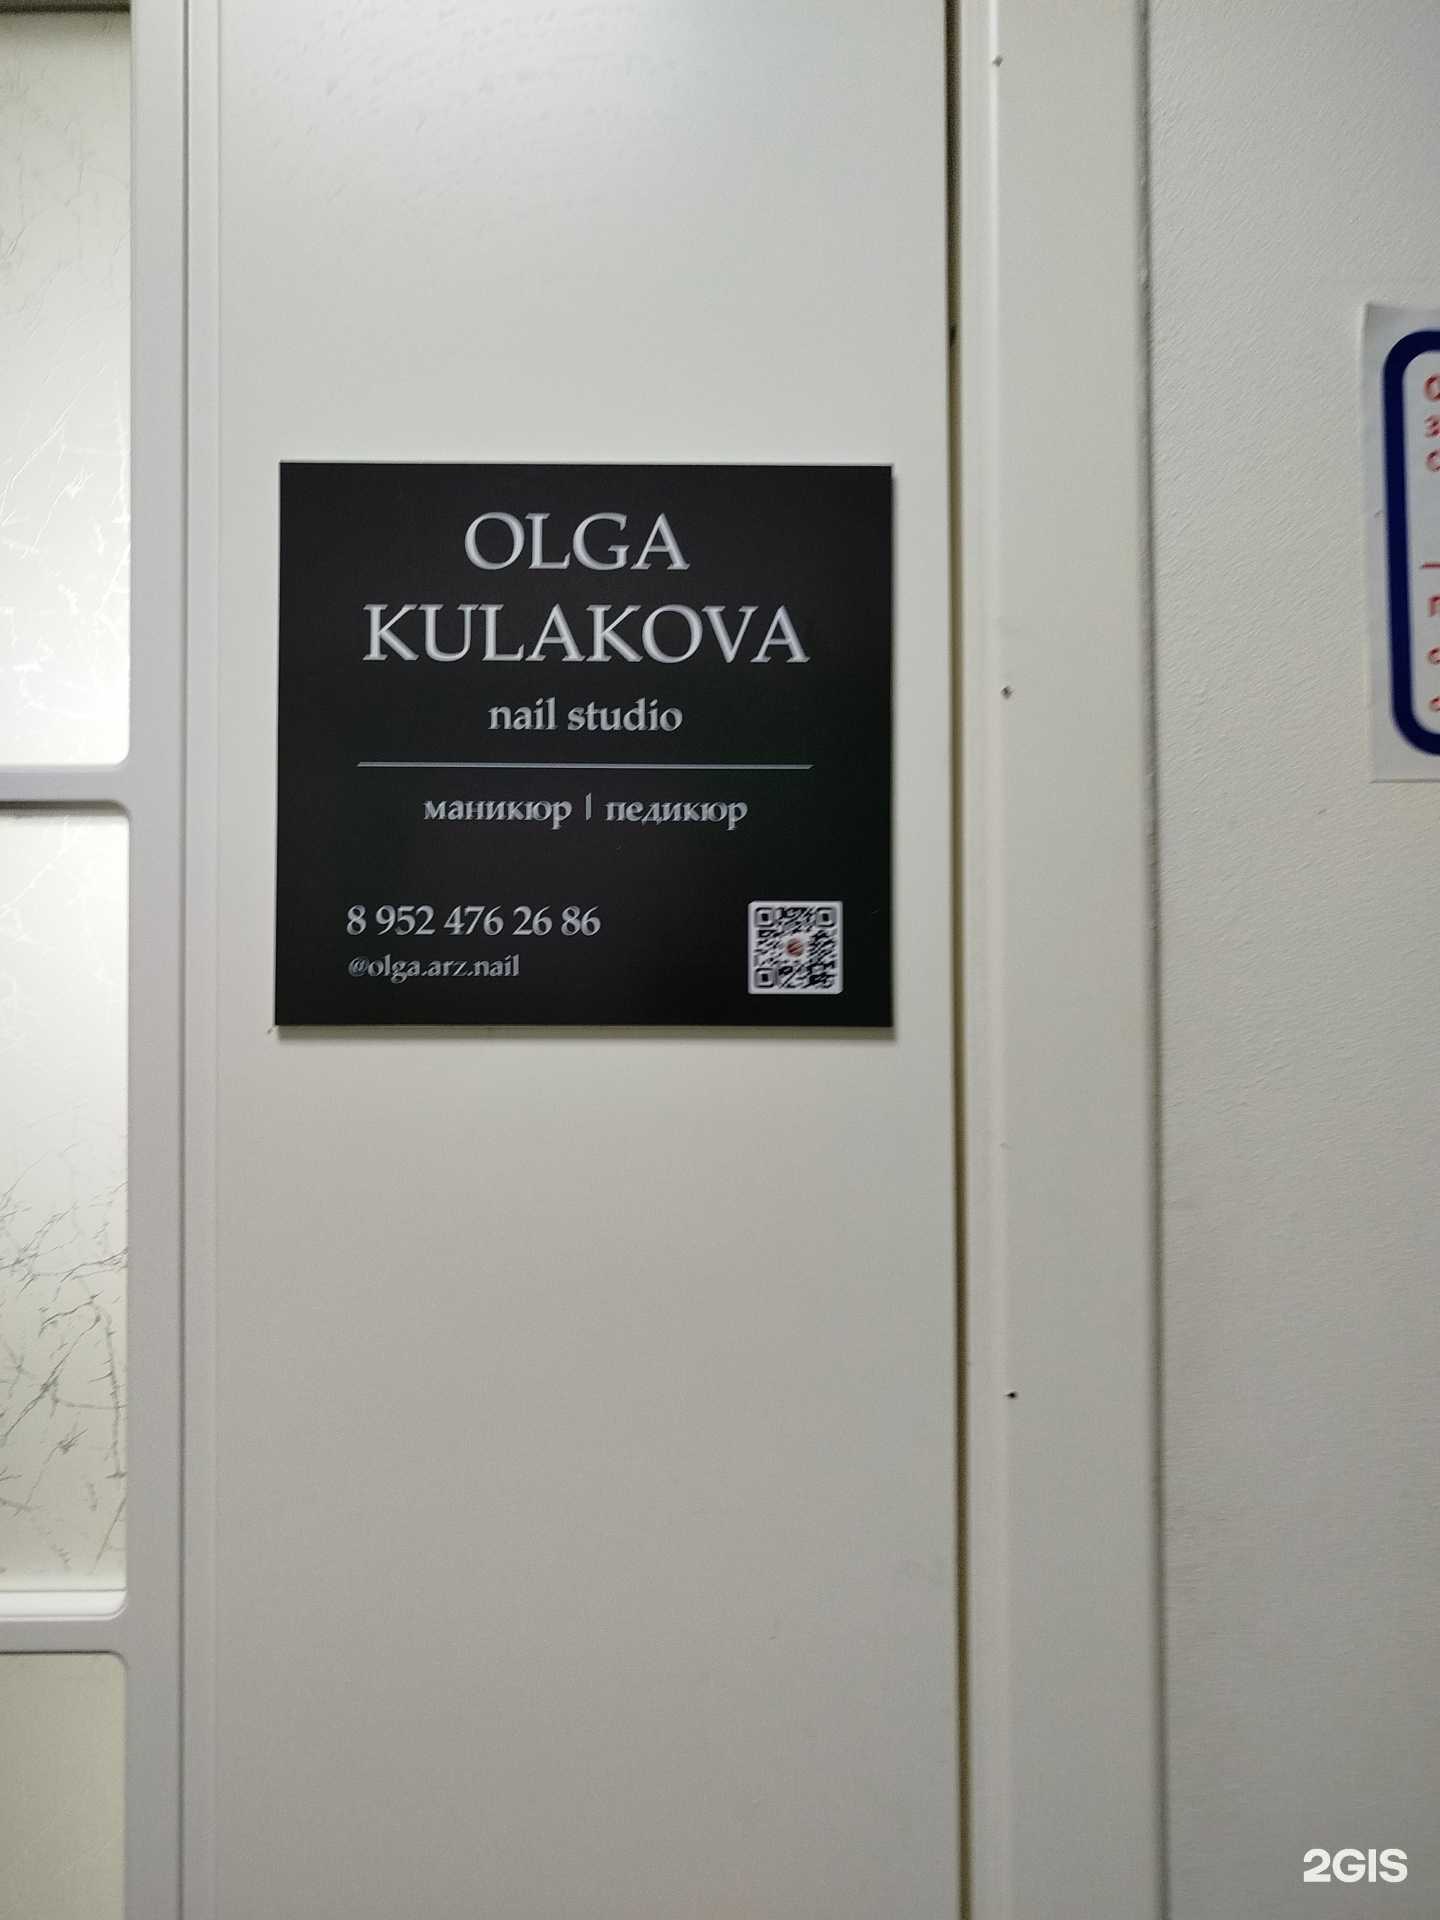 OLGA
KULAKOVA
nail studio
маникюр | педикюр
8 952 476 26 86
@olga.arz.nail
2GIS